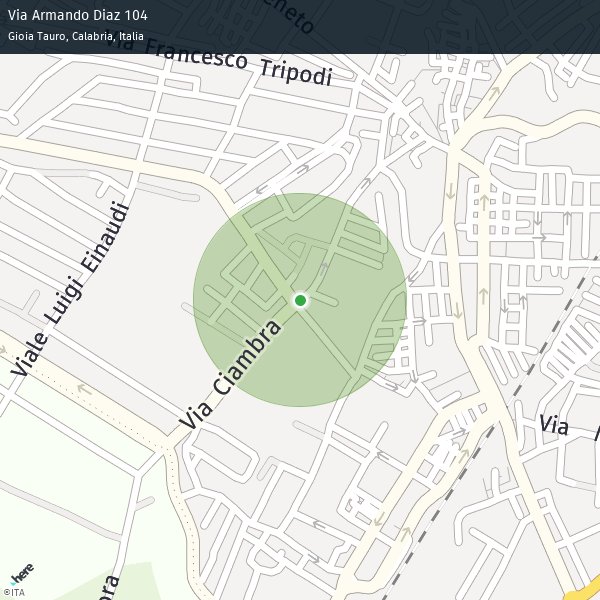 Via Armando Diaz 104
Gioia Tauro, Calabria, Italia
Via Francesco Tripodi
Viale Luigi Einaudi
Via Ciambra
Via
here
©ITA